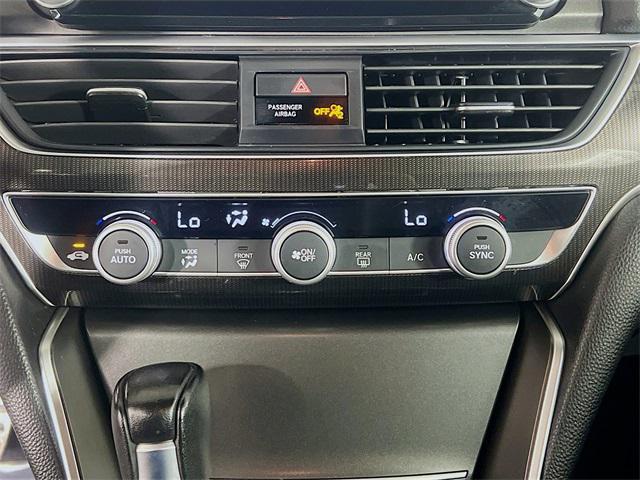 PASSENGER
AIRBAG
OFF
Lo
Lo
PUSH
AUTO
MODE
FRONT
ON/
OFF
REAR
A/C
PUSH
SYNC